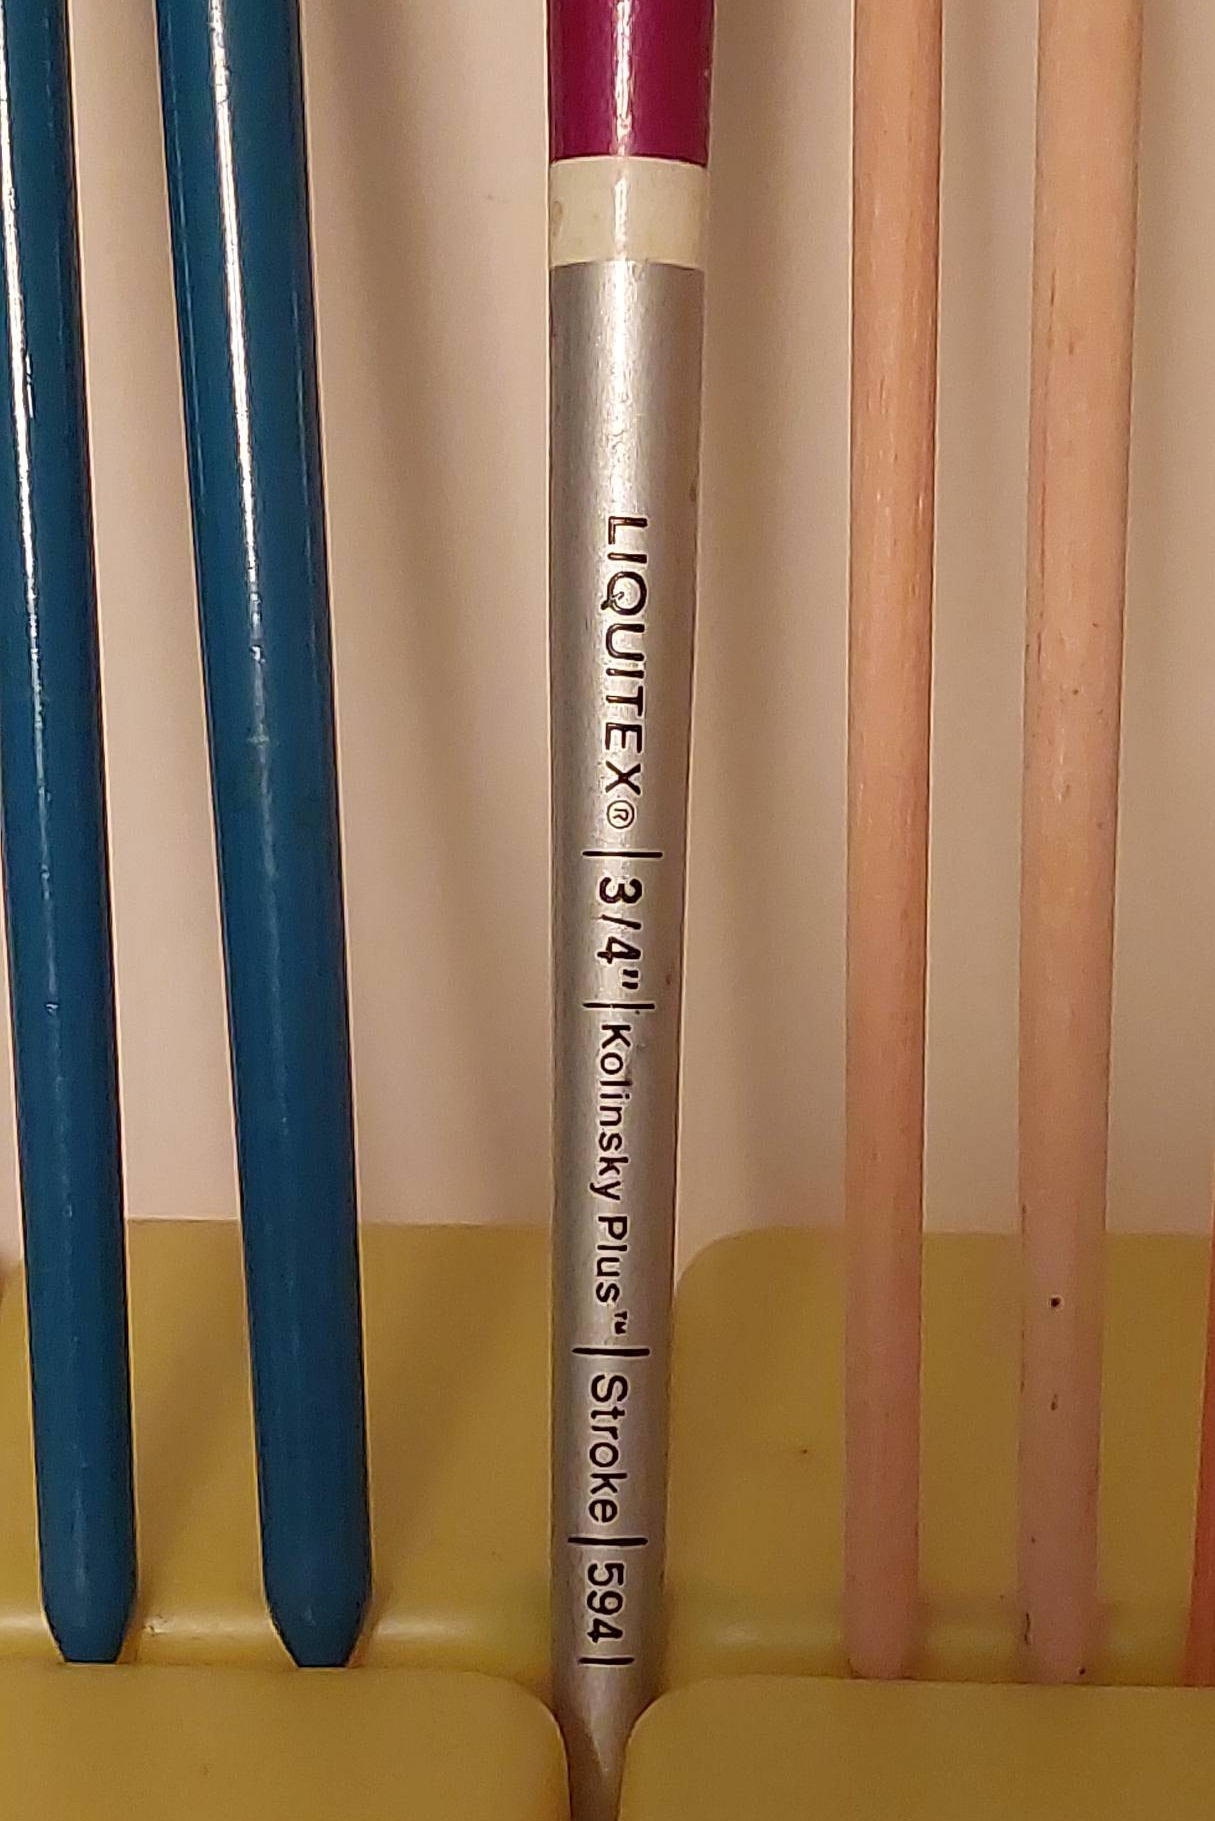 LIQUITEX® | 3/4" | Kolinsky Plus™ | Stroke | 594 |